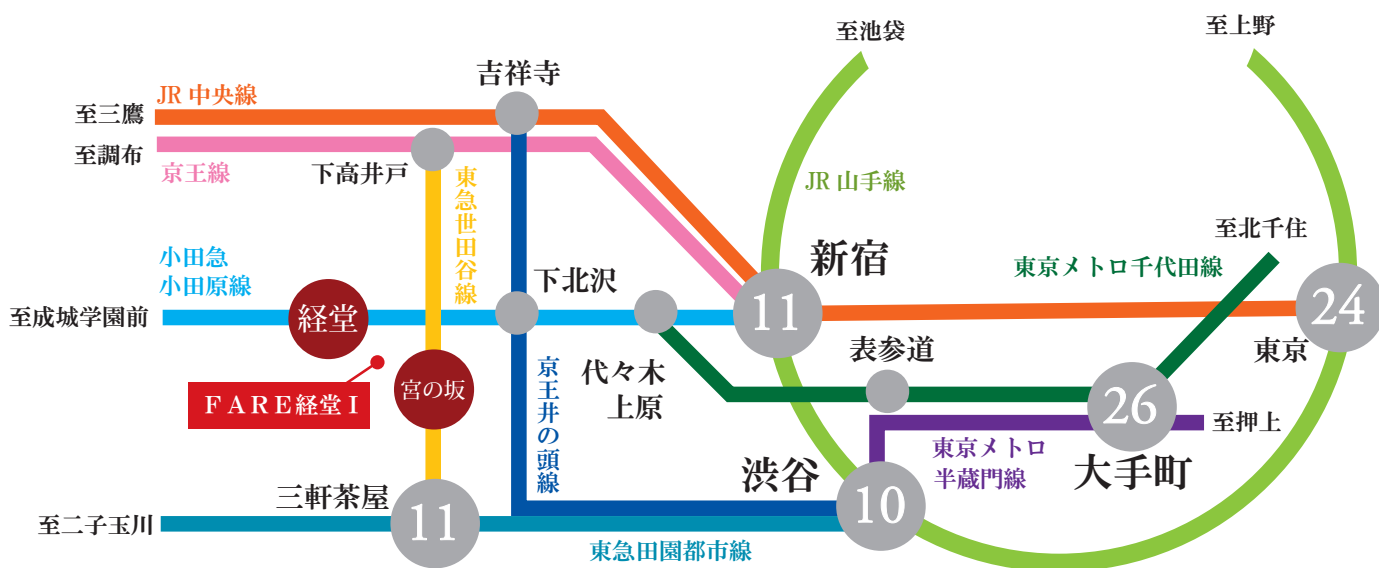 至池袋
至上野
吉祥寺
JR 中央線
至三鷹
至調布
京王線
下高井戸
東急世田谷線
JR 山手線
新宿
至北千住
東京メトロ千代田線
小田急
小田原線
下北沢
至成城学園前
経堂
11
24
東京
表参道
宮の坂
代々木
上原
ＦＡＲＥ経堂Ⅰ
京王井の頭線
26
至押上
東京メトロ
半蔵門線
大手町
渋谷
三軒茶屋
10
至二子玉川
11
東急田園都市線